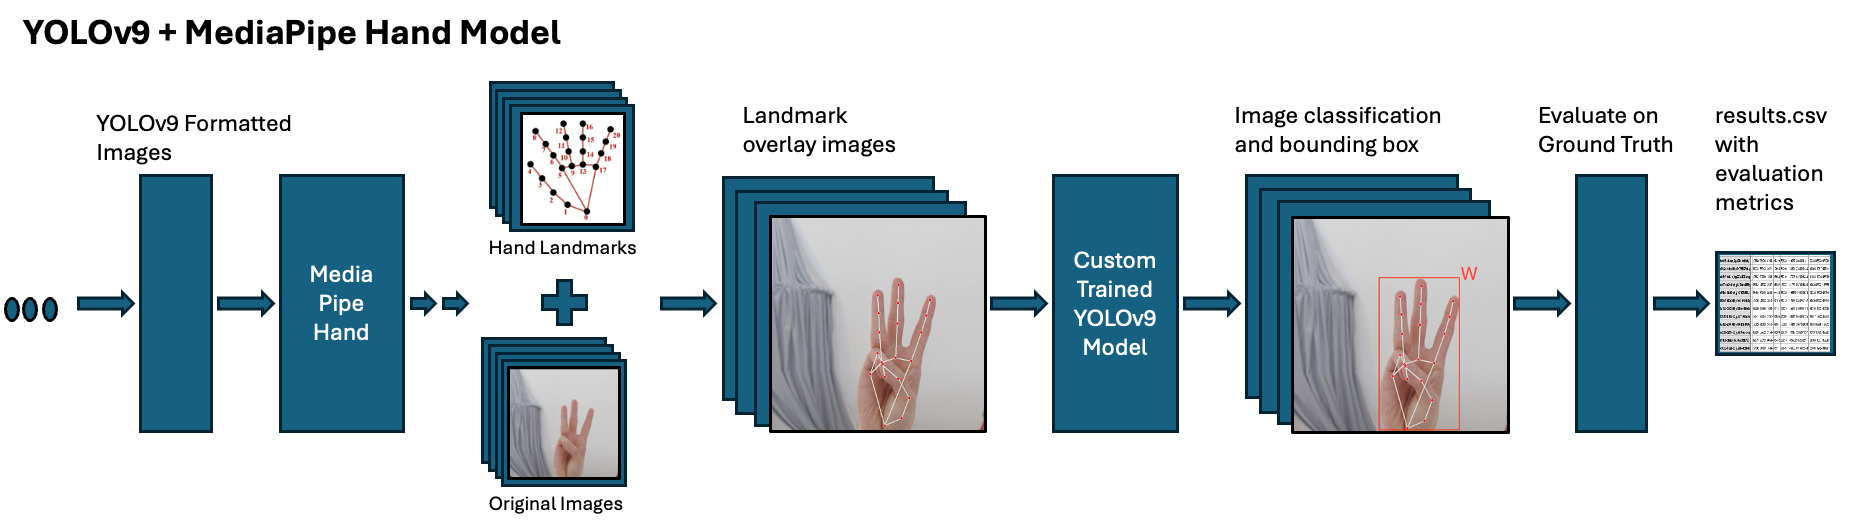 YOLOv9 + MediaPipe Hand Model
YOLOv9 Formatted
Images
Media
Pipe
Hand
8
12
16
20
7
11
15
19
6
10
14
18
4
5
9
13
17
3
2
1
0
Hand Landmarks
Original Images
Landmark
overlay images
Custom
Trained
YOLOv9
Model
Image classification
and bounding box
W
Evaluate on
Ground Truth
results.csv
with
evaluation
metrics